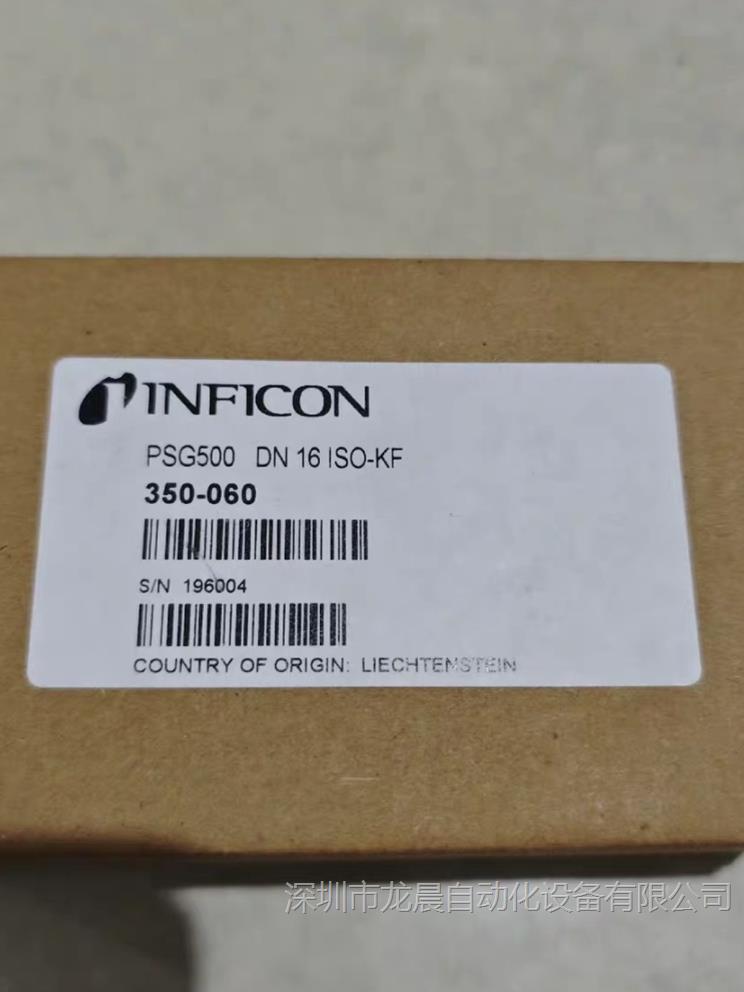 INFICON
PSG500 DN 16 ISO-KF
350-060
S/N 196004
COUNTRY OF ORIGIN: LIECHTENSTEIN
深圳市龙晨自动化设备有限公司